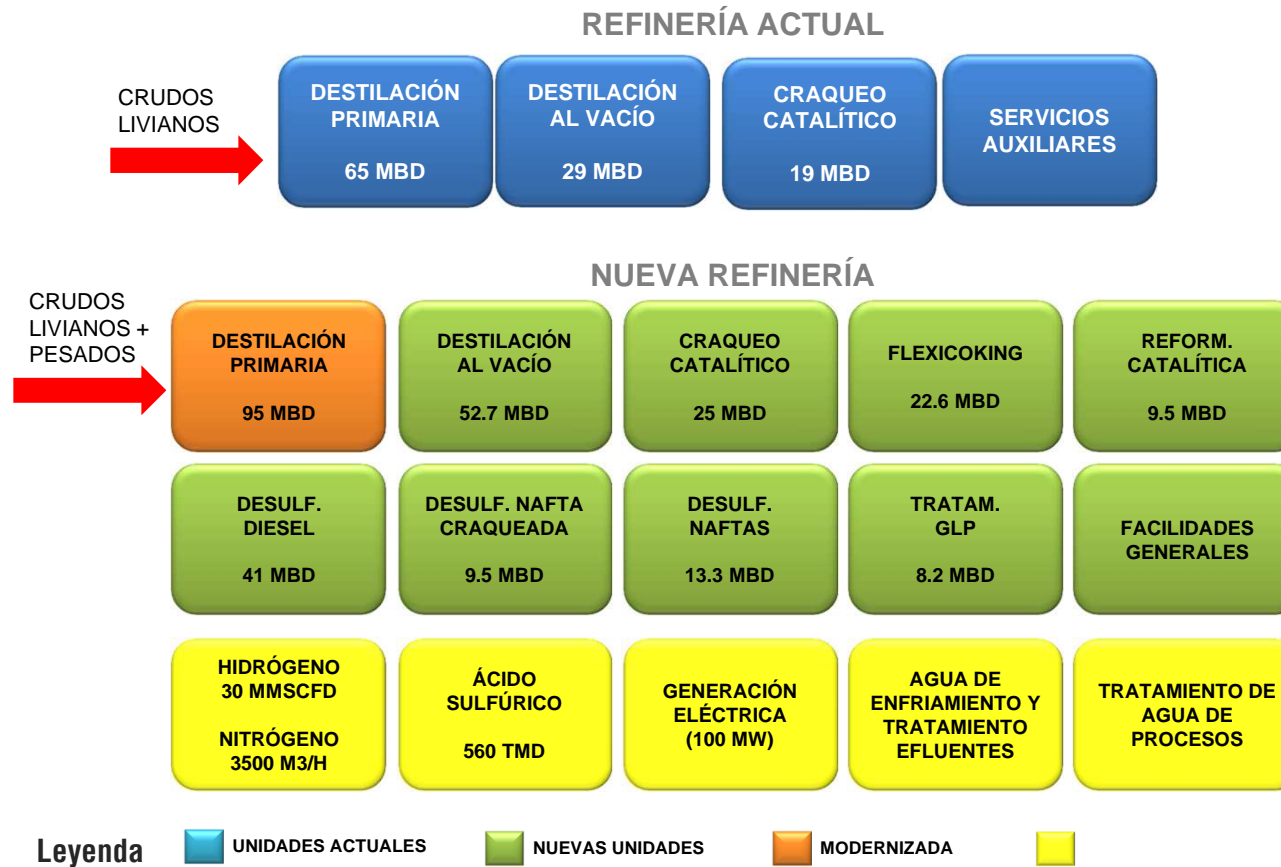 REFINERÍA ACTUAL
CRUDOS
LIVIANOS
DESTILACIÓN
PRIMARIA
65 MBD
DESTILACIÓN
AL VACÍO
29 MBD
CRAQUEO
CATALÍTICO
19 MBD
SERVICIOS
AUXILIARES
NUEVA REFINERÍA
CRUDOS
LIVIANOS +
PESADOS
DESTILACIÓN
PRIMARIA
95 MBD
DESTILACIÓN
AL VACÍO
52.7 MBD
CRAQUEO
CATALÍTICO
25 MBD
FLEXICOKING
22.6 MBD
REFORM.
CATALÍTICA
9.5 MBD
DESULF.
DIESEL
41 MBD
DESULF. NAFTA
CRAQUEADA
9.5 MBD
DESULF.
NAFTAS
13.3 MBD
TRATAM.
GLP
8.2 MBD
FACILIDADES
GENERALES
HIDRÓGENO
30 MMSCFD
NITRÓGENO
3500 M3/H
ÁCIDO
SULFÚRICO
560 TMD
GENERACIÓN
ELÉCTRICA
(100 MW)
AGUA DE
ENFRIAMIENTO Y
TRATAMIENTO
EFLUENTES
TRATAMIENTO DE
AGUA DE
PROCESOS
Leyenda
UNIDADES ACTUALES
NUEVAS UNIDADES
MODERNIZADA